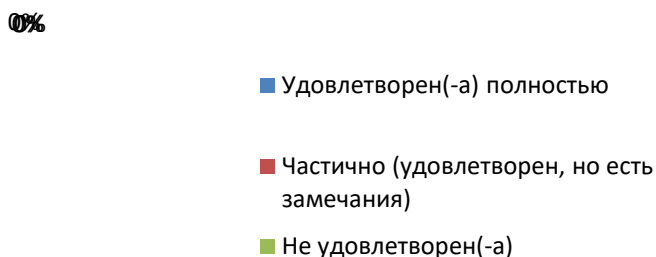 0%
Удовлетворен(-а) полностью
Частично (удовлетворен, но есть
замечания)
Не удовлетворен(-а)